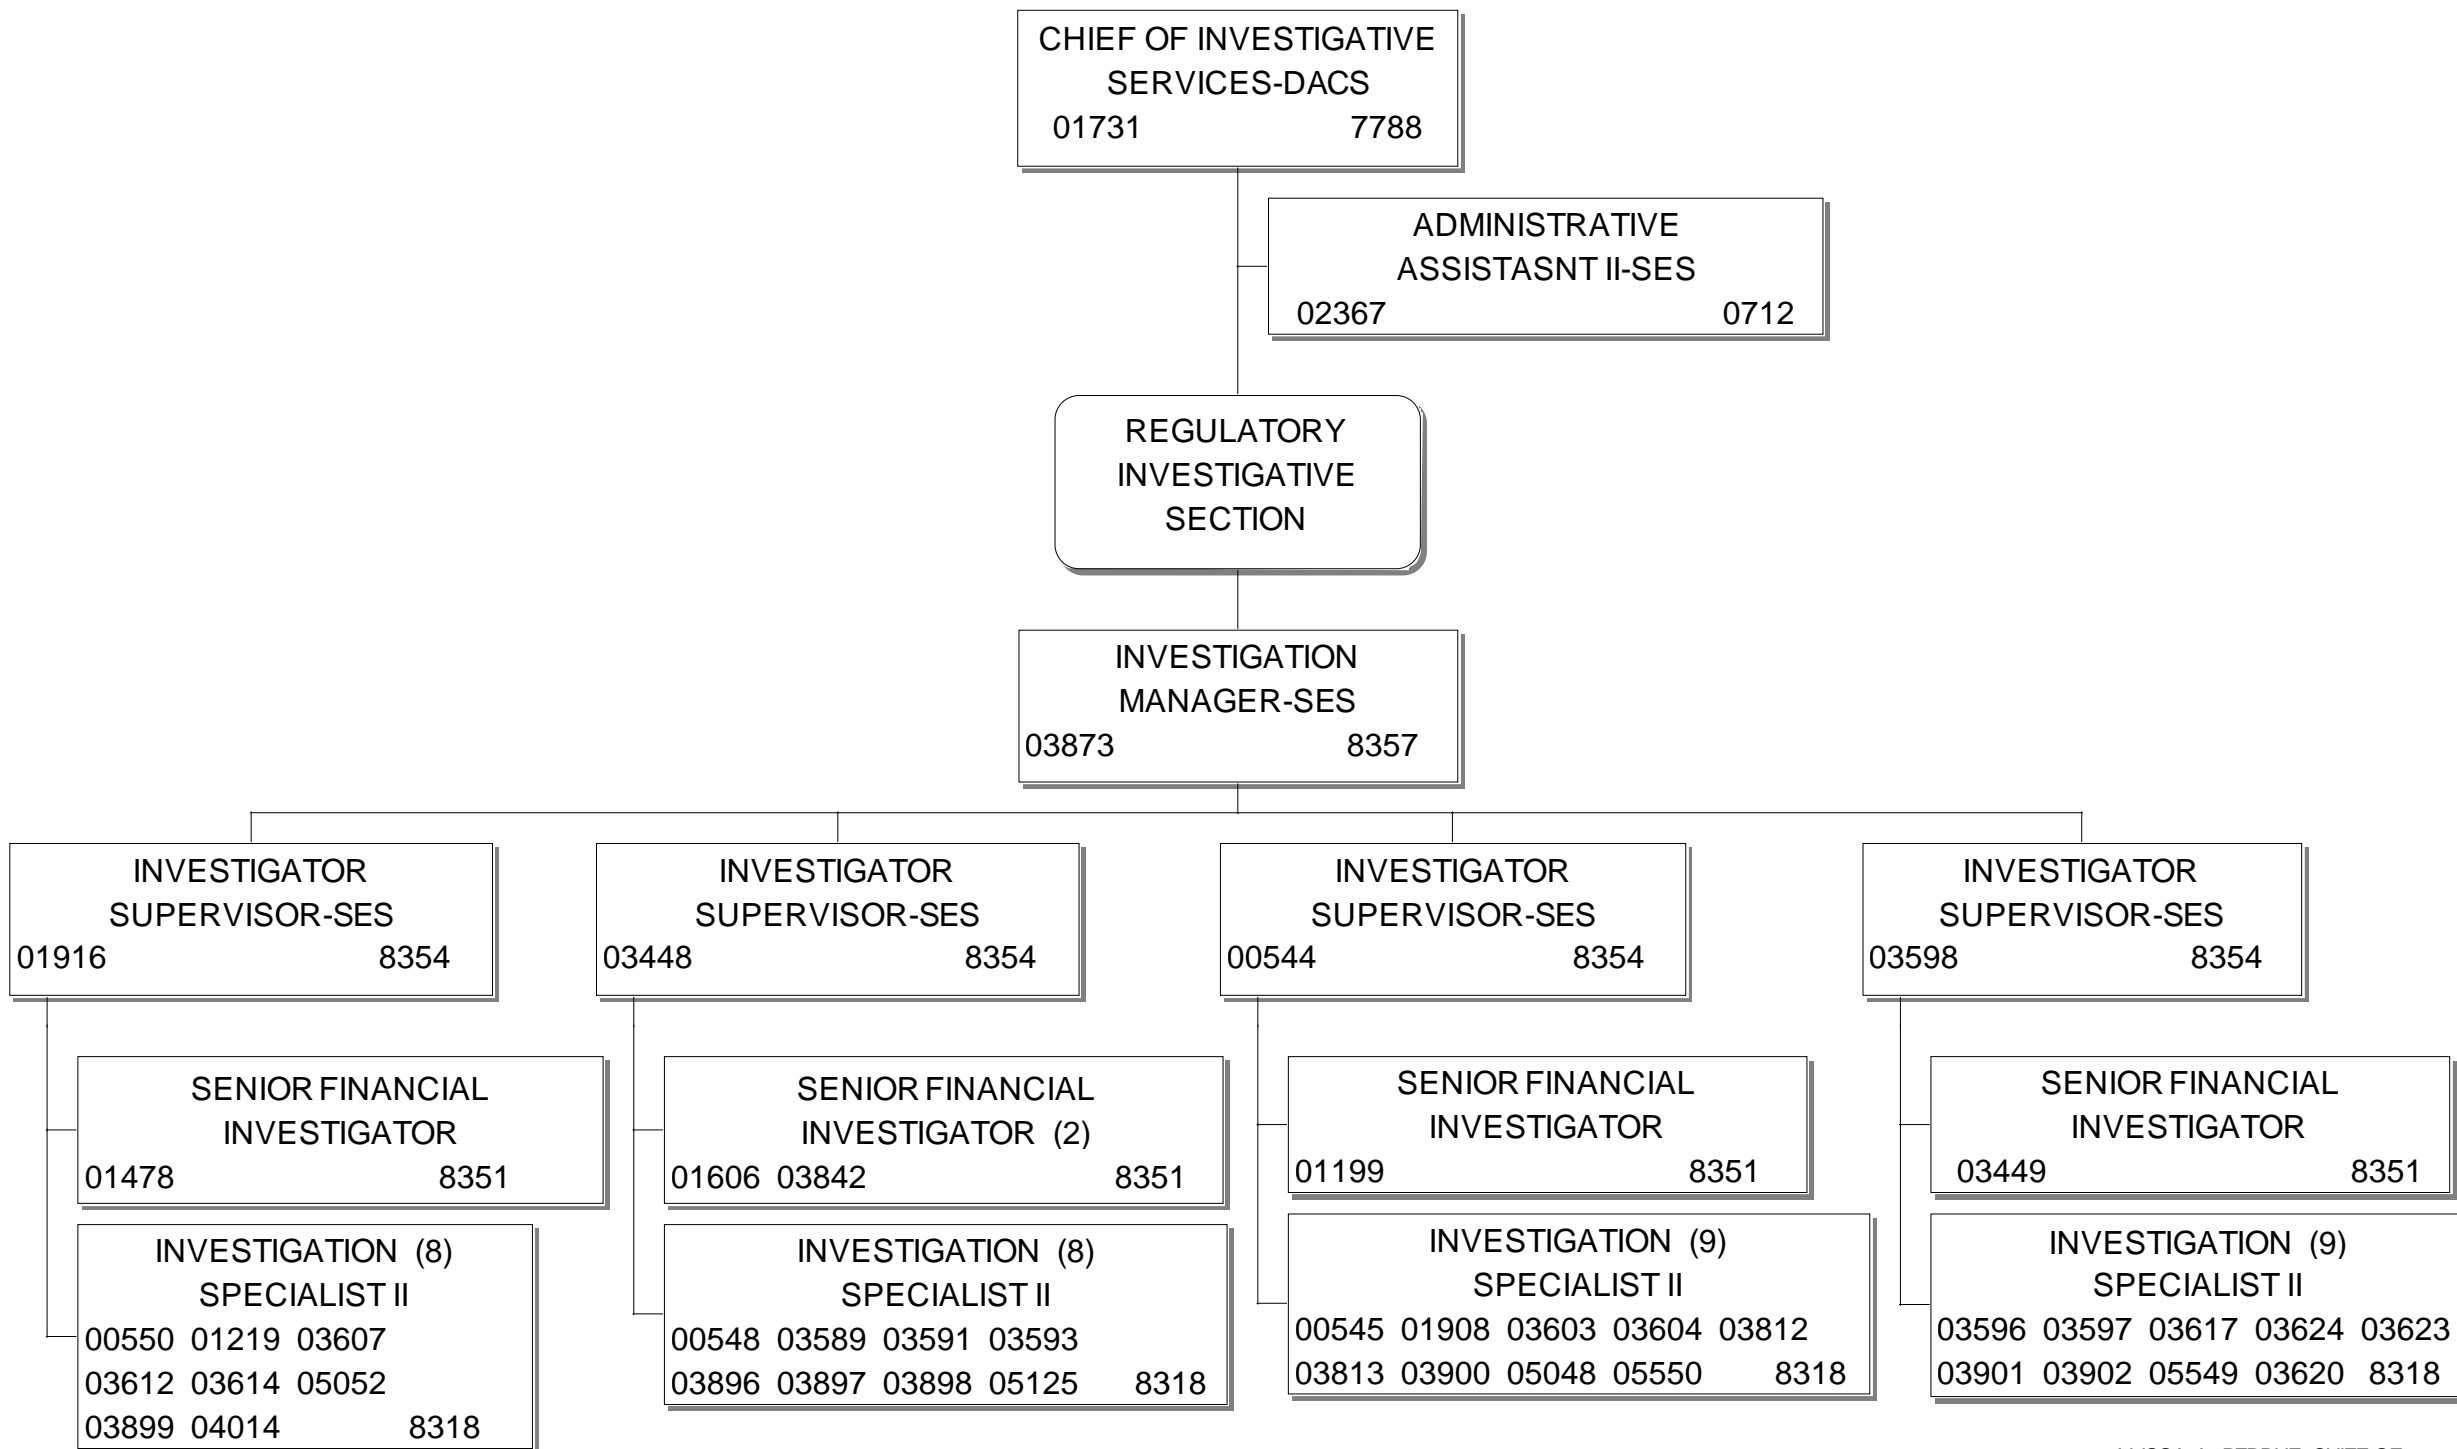 CHIEF OF INVESTIGATIVE
SERVICES-DACS
01731 7788
ADMINISTRATIVE
ASSISTASNT II-SES
02367 0712
REGULATORY
INVESTIGATIVE
SECTION
INVESTIGATION
MANAGER-SES
03873 8357
INVESTIGATOR
SUPERVISOR-SES
01916 8354
INVESTIGATOR
SUPERVISOR-SES
03448 8354
INVESTIGATOR
SUPERVISOR-SES
00544 8354
INVESTIGATOR
SUPERVISOR-SES
03598 8354
SENIOR FINANCIAL
INVESTIGATOR
01478 8351
SENIOR FINANCIAL
INVESTIGATOR (2)
01606 03842 8351
SENIOR FINANCIAL
INVESTIGATOR
01199 8351
SENIOR FINANCIAL
INVESTIGATOR
03449 8351
INVESTIGATION (8)
SPECIALIST II
00550 01219 03607
03612 03614 05052
03899 04014 8318
INVESTIGATION (8)
SPECIALIST II
00548 03589 03591 03593
03896 03897 03898 05125 8318
INVESTIGATION (9)
SPECIALIST II
00545 01908 03603 03604 03812
03813 03900 05048 05550 8318
INVESTIGATION (9)
SPECIALIST II
03596 03597 03617 03624 03623
03901 03902 05549 03620 8318